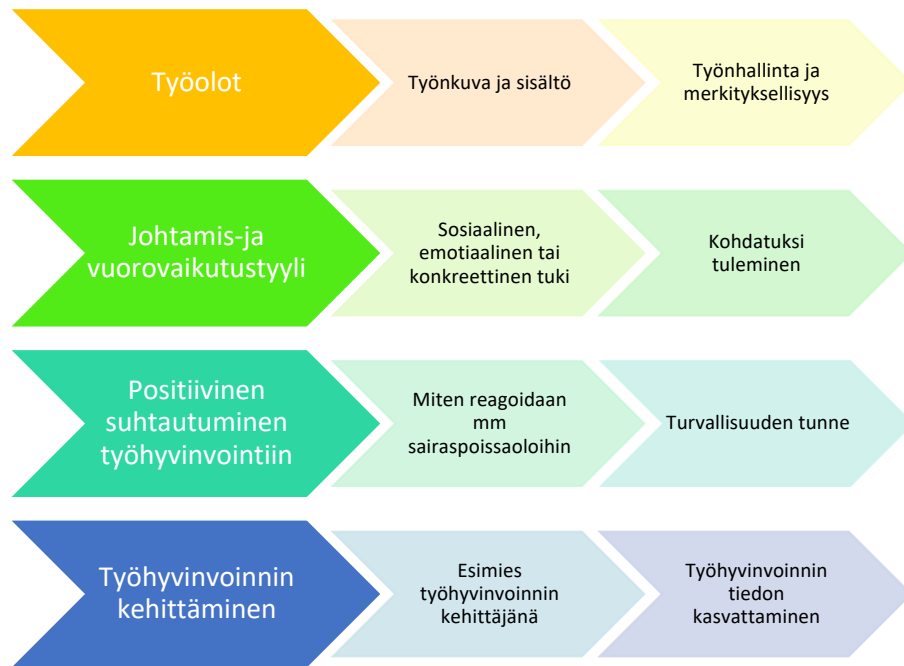 Työolot
Työnkuva ja sisältö
Työnhallinta ja
merkityksellisyys
Johtamis-ja
vuorovaikutustyyli
Sosiaalinen,
emotiaalinen tai
konkreettinen tuki
Kohdatuksi
tuleminen
Positiivinen
suhtautuminen
työhyvinvointiin
Miten reagoidaan
mm
sairaspoissaoloihin
Turvallisuuden tunne
Työhyvinvoinnin
kehittäminen
Esimies
työhyvinvoinnin
kehittäjänä
Työhyvinvoinnin
tiedon
kasvattaminen